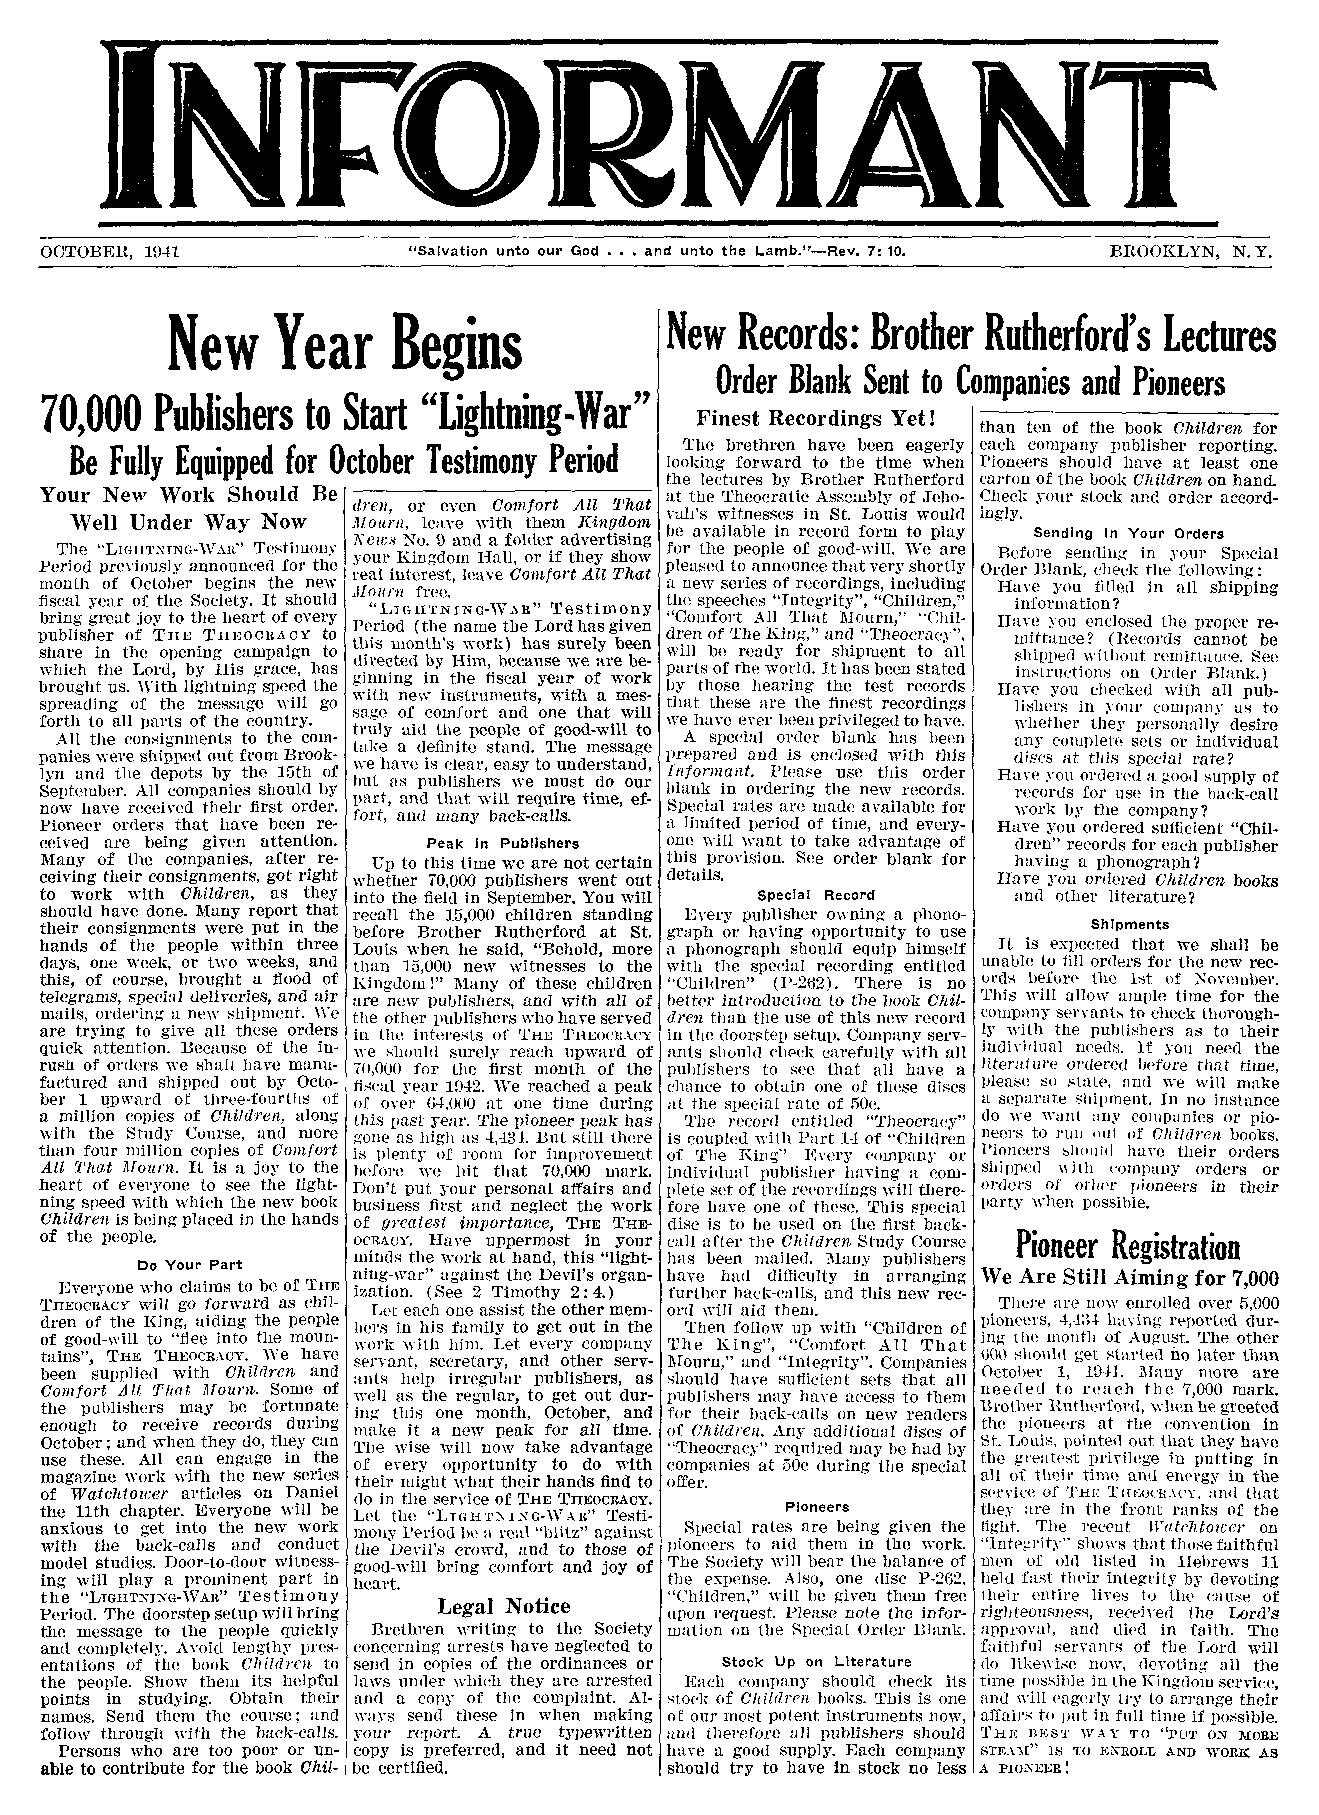 INFORMANT
OCTOBER, 1941
"Salvation unto our God . . . and unto the Lamb."—Rev. 7:10.
BROOKLYN, N. Y.
New Year Begins
70,000 Publishers to Start "Lightning-War"
Be Fully Equipped for October Testimony Period
Your New Work Should Be
Well Under Way Now
The "LIGHTNING-WAR" Testimony
Period previously announced for the
month of October begins the new
fiscal year of the Society. It should
bring great joy to the heart of every
publisher of THE THEOCRACY to
share in the opening campaign to
which the Lord, by His grace, has
brought us. With lightning speed the
spreading of the message will go
forth to all parts of the country.
All the consignments to the com-
panies were shipped out from Brook-
lyn and the depots by the 15th of
September. All companies should by
now have received their first order.
Pioneer orders that have been re-
ceived are being given attention.
Many of the companies, after re-
ceiving their consignments, got right
to work with Children, as they
should have done. Many report that
their consignments were put in the
hands of the people within three
days, one week, or two weeks, and
this, of course, brought a flood of
telegrams, special deliveries, and air
mails, ordering a new shipment. We
are trying to give all these orders
quick attention. Because of the in-
rush of orders we shall have manu-
factured and shipped out by Octo-
ber 1 upward of three-fourths of
a million copies of Children, along
with the Study Course, and more
than four million copies of Comfort
All That Mourn. It is a joy to the
heart of everyone to see the light-
ning speed with which the new book
Children is being placed in the hands
of the people.
Do Your Part
Everyone who claims to be of THE
THEOCRACY will go forward as chil-
dren of the King, aiding the people
of good-will to "flee into the moun-
tains", THE THEOCRACY. We have
been supplied with Children and
Comfort All That Mourn. Some of
the publishers may be fortunate
enough to receive records during
October; and when they do, they can
use these. All can engage in the
magazine work with the new series
of Watchtower articles on Daniel
the 11th chapter. Everyone will be
anxious to get into the new work
with the back-calls and conduct
model studies. Door-to-door witness-
ing will play a prominent part in
the "LIGHTNING-WAR" Testimony
Period. The doorstep setup will bring
the message to the people quickly
and completely. Avoid lengthy pres-
entations of the book Children to
the people. Show them its helpful
points in studying. Obtain their
names. Send them the course; and
follow through with the back-calls.
Persons who are too poor or un-
able to contribute for the book Chil-
dren, or even Comfort All That
Mourn, leave with them Kingdom
News No. 9 and a folder advertising
your Kingdom Hall, or if they show
real interest, leave Comfort All That
Mourn free.
"LIGHTNING-WAR" Testimony
Period (the name the Lord has given
this month's work) has surely been
directed by Him, because we are be-
ginning in the fiscal year of work
with new instruments, with a mes-
sage of comfort and one that will
truly aid the people of good-will to
take a definite stand. The message
we have is clear, easy to understand,
but as publishers we must do our
part, and that will require time, ef-
fort, and many back-calls.
Peak in Publishers
Up to this time we are not certain
whether 70,000 publishers went out
into the field in September. You will
recall the 15,000 children standing
before Brother Rutherford at St.
Louis when he said, "Behold, more
than 15,000 new witnesses to the
Kingdom!" Many of these children
are new publishers, and with all of
the other publishers who have served
in the interests of THE THEOCRACY
we should surely reach upward of
70,000 for the first month of the
fiscal year 1942. We reached a peak
of over 64,000 at one time during
this past year. The pioneer peak has
gone as high as 4,434. But still there
is plenty of room for improvement
before we hit that 70,000 mark.
Don't put your personal affairs and
business first and neglect the work
of greatest importance, THE THE-
OCRACY. Have uppermost in your
minds the work at hand, this "light-
ning-war" against the Devil's organ-
ization. (See 2 Timothy 2:4.)
Let each one assist the other mem-
bers in his family to get out in the
work with him. Let every company
servant, secretary, and other serv-
ants help irregular publishers, as
well as the regular, to get out dur-
ing this one month, October, and
make it a new peak for all time.
The wise will now take advantage
of every opportunity to do with
their might what their hands find to
do in the service of THE THEOCRACY.
Let the "LIGHTNING-WAR" Testi-
mony Period be a real "blitz" against
the Devil's crowd, and to those of
good-will bring comfort and joy of
heart.
Legal Notice
Brethren writing to the Society
concerning arrests have neglected to
send in copies of the ordinances or
laws under which they are arrested
and a copy of the complaint. Al-
ways send these in when making
your report. A true typewritten
copy is preferred, and it need not
be certified.
New Records: Brother Rutherford's Lectures
Order Blank Sent to Companies and Pioneers
Finest Recordings Yet!
The brethren have been eagerly
looking forward to the time when
the lectures by Brother Rutherford
at the Theocratic Assembly of Jeho-
vah's witnesses in St. Louis would
be available in record form to play
for the people of good-will. We are
pleased to announce that very shortly
a new series of recordings, including
the speeches "Integrity", "Children,"
"Comfort All That Mourn," "Chil-
dren of The King," and "Theocracy",
will be ready for shipment to all
parts of the world. It has been stated
by those hearing the test records
that these are the finest recordings
we have ever been privileged to have.
A special order blank has been
prepared and is enclosed with this
Informant. Please use this order
blank in ordering the new records.
Special rates are made available for
a limited period of time, and every-
one will want to take advantage of
this provision. See order blank for
details.
Special Record
Every publisher owning a phono-
graph or having opportunity to use
a phonograph should equip himself
with the special recording entitled
"Children" (P-262). There is no
better introduction to the book Chil-
dren than the use of this new record
in the doorstep setup. Company serv-
ants should check carefully with all
publishers to see that all have a
chance to obtain one of these discs
at the special rate of 50c.
The record entitled "Theocracy"
is coupled with Part 14 of "Children
of The King" Every company or
individual publisher having a com-
plete set of the recordings will there-
fore have one of these. This special
disc is to be used on the first back-
call after the Children Study Course
has been mailed. Many publishers
have had difficulty in arranging
further back-calls, and this new rec-
ord will aid them.
Then follow up with "Children of
The King", "Comfort All That
Mourn," and "Integrity". Companies
should have sufficient sets that all
publishers may have access to them
for their back-calls on new readers
of Children. Any additional discs of
"Theocracy" required may be had by
companies at 50c during the special
offer.
Pioneers
Special rates are being given the
pioneers to aid them in the work.
The Society will bear the balance of
the expense. Also, one disc P-262,
"Children," will be given them free
upon request. Please note the infor-
mation on the Special Order Blank.
Stock Up on Literature
Each company should check its
stock of Children books. This is one
of our most potent instruments now,
and therefore all publishers should
have a good supply. Each company
should try to have in stock no less
than ten of the book Children for
each company publisher reporting.
Pioneers should have at least one
carton of the book Children on hand.
Check your stock and order accord-
ingly.
Sending in Your Orders
Before sending in your Special
Order Blank, check the following:
Have you filled in all shipping
information?
Have you enclosed the proper re-
mittance? (Records cannot be
shipped without remittance. See
instructions on Order Blank.)
Have you checked with all pub-
lishers in your company as to
whether they personally desire
any complete sets or individual
discs at this special rate?
Have you ordered a good supply of
records for use in the back-call
work by the company?
Have you ordered sufficient "Chil-
dren" records for each publisher
having a phonograph?
Have you ordered Children books
and other literature?
Shipments
It is expected that we shall be
unable to fill orders for the new rec-
ords before the 1st of November.
This will allow ample time for the
company servants to check thorough-
ly with the publishers as to their
individual needs. If you need the
literature ordered before that time,
please so state, and we will make
a separate shipment. In no instance
do we want any companies or pio-
neers to run out of Children books.
Pioneers should have their orders
shipped with company orders or
orders of other pioneers in their
party when possible.
Pioneer Registration
We Are Still Aiming for 7,000
There are now enrolled over 5,000
pioneers, 4,434 having reported dur-
ing the month of August. The other
600 should get started no later than
October 1, 1941. Many more are
needed to reach the 7,000 mark.
Brother Rutherford, when he greeted
the pioneers at the convention in
St. Louis, pointed out that they have
the greatest privilege in putting in
all of their time and energy in the
service of THE THEOCRACY, and that
they are in the front ranks of the
fight. The recent Watchtower on
"Integrity" shows that those faithful
men of old listed in Hebrews 11
held fast their integrity by devoting
their entire lives to the cause of
righteousness, received the Lord's
approval, and died in faith. The
faithful servants of the Lord will
do likewise now, devoting all the
time possible in the Kingdom service,
and will eagerly try to arrange their
affairs to put in full time if possible.
THE BEST WAY TO "PUT ON MORE
STEAM" IS TO ENROLL AND WORK AS
A PIONEER!